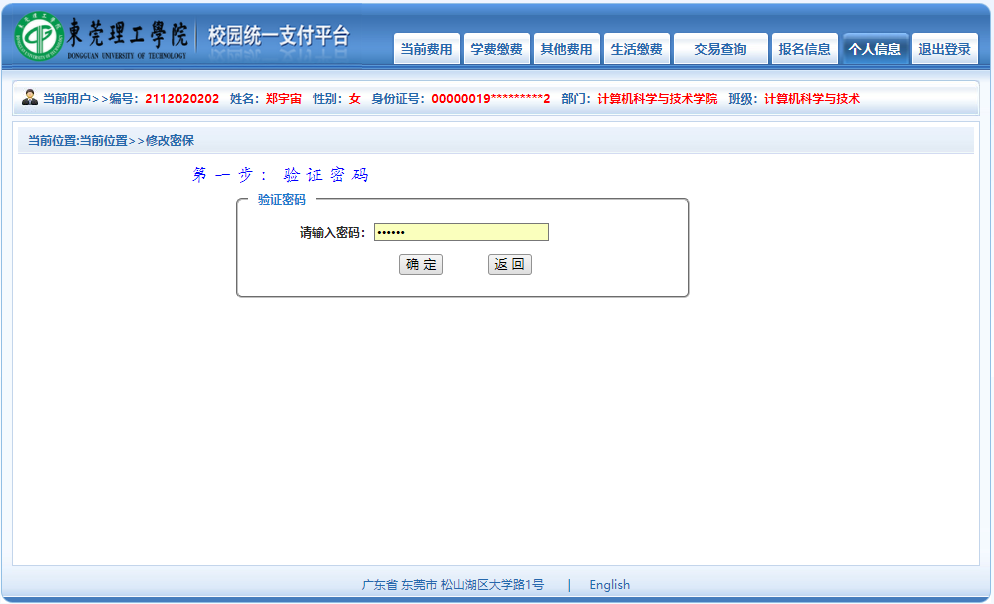 東莞理工學院
DONGGUAN UNIVERSITY OF TECHNOLOGY
校园统一支付平台
当前费用 学费缴费 其他费用 生活缴费 交易查询 报名信息 个人信息 退出登录
当前用户>>编号：2112020202 姓名：郑宇宙 性别：女 身份证号：00000019*********2 部门：计算机科学与技术学院 班级：计算机科学与技术
当前位置:当前位置>>修改密保
第一步：验证密码
验证密码
请输入密码：••••••
确 定 返 回
广东省 东莞市 松山湖区大学路1号 | English